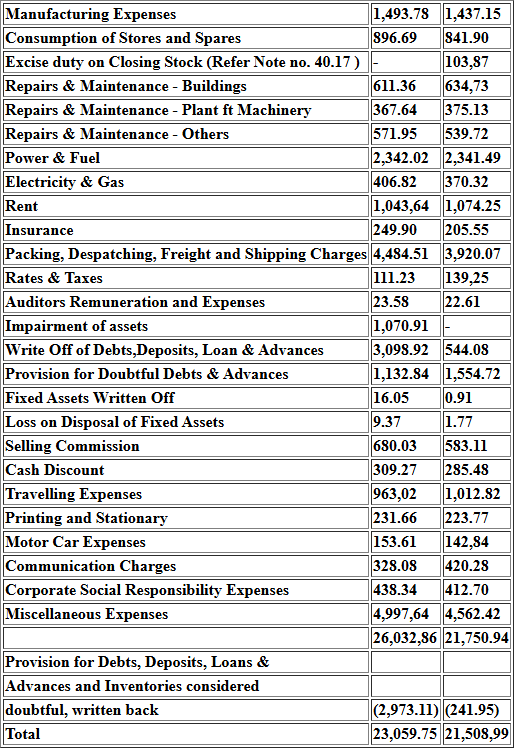 Manufacturing Expenses 1,493.78 1,437.15
Consumption of Stores and Spares 896.69 841.90
Excise duty on Closing Stock (Refer Note no. 40.17 ) - 103,87
Repairs & Maintenance - Buildings 611.36 634,73
Repairs & Maintenance - Plant ft Machinery 367.64 375.13
Repairs & Maintenance - Others 571.95 539.72
Power & Fuel 2,342.02 2,341.49
Electricity & Gas 406.82 370.32
Rent 1,043,64 1,074.25
Insurance 249.90 205.55
Packing, Despatching, Freight and Shipping Charges 4,484.51 3,920.07
Rates & Taxes 111.23 139,25
Auditors Remuneration and Expenses 23.58 22.61
Impairment of assets 1,070.91 -
Write Off of Debts,Deposits, Loan & Advances 3,098.92 544.08
Provision for Doubtful Debts & Advances 1,132.84 1,554.72
Fixed Assets Written Off 16.05 0.91
Loss on Disposal of Fixed Assets 9.37 1.77
Selling Commission 680.03 583.11
Cash Discount 309.27 285.48
Travelling Expenses 963,02 1,012.82
Printing and Stationary 231.66 223.77
Motor Car Expenses 153.61 142,84
Communication Charges 328.08 420.28
Corporate Social Responsibility Expenses 438.34 412.70
Miscellaneous Expenses 4,997,64 4,562.42
26,032,86 21,750.94
Provision for Debts, Deposits, Loans &
Advances and Inventories considered
doubtful, written back (2,973.11) (241.95)
Total 23,059.75 21,508,99